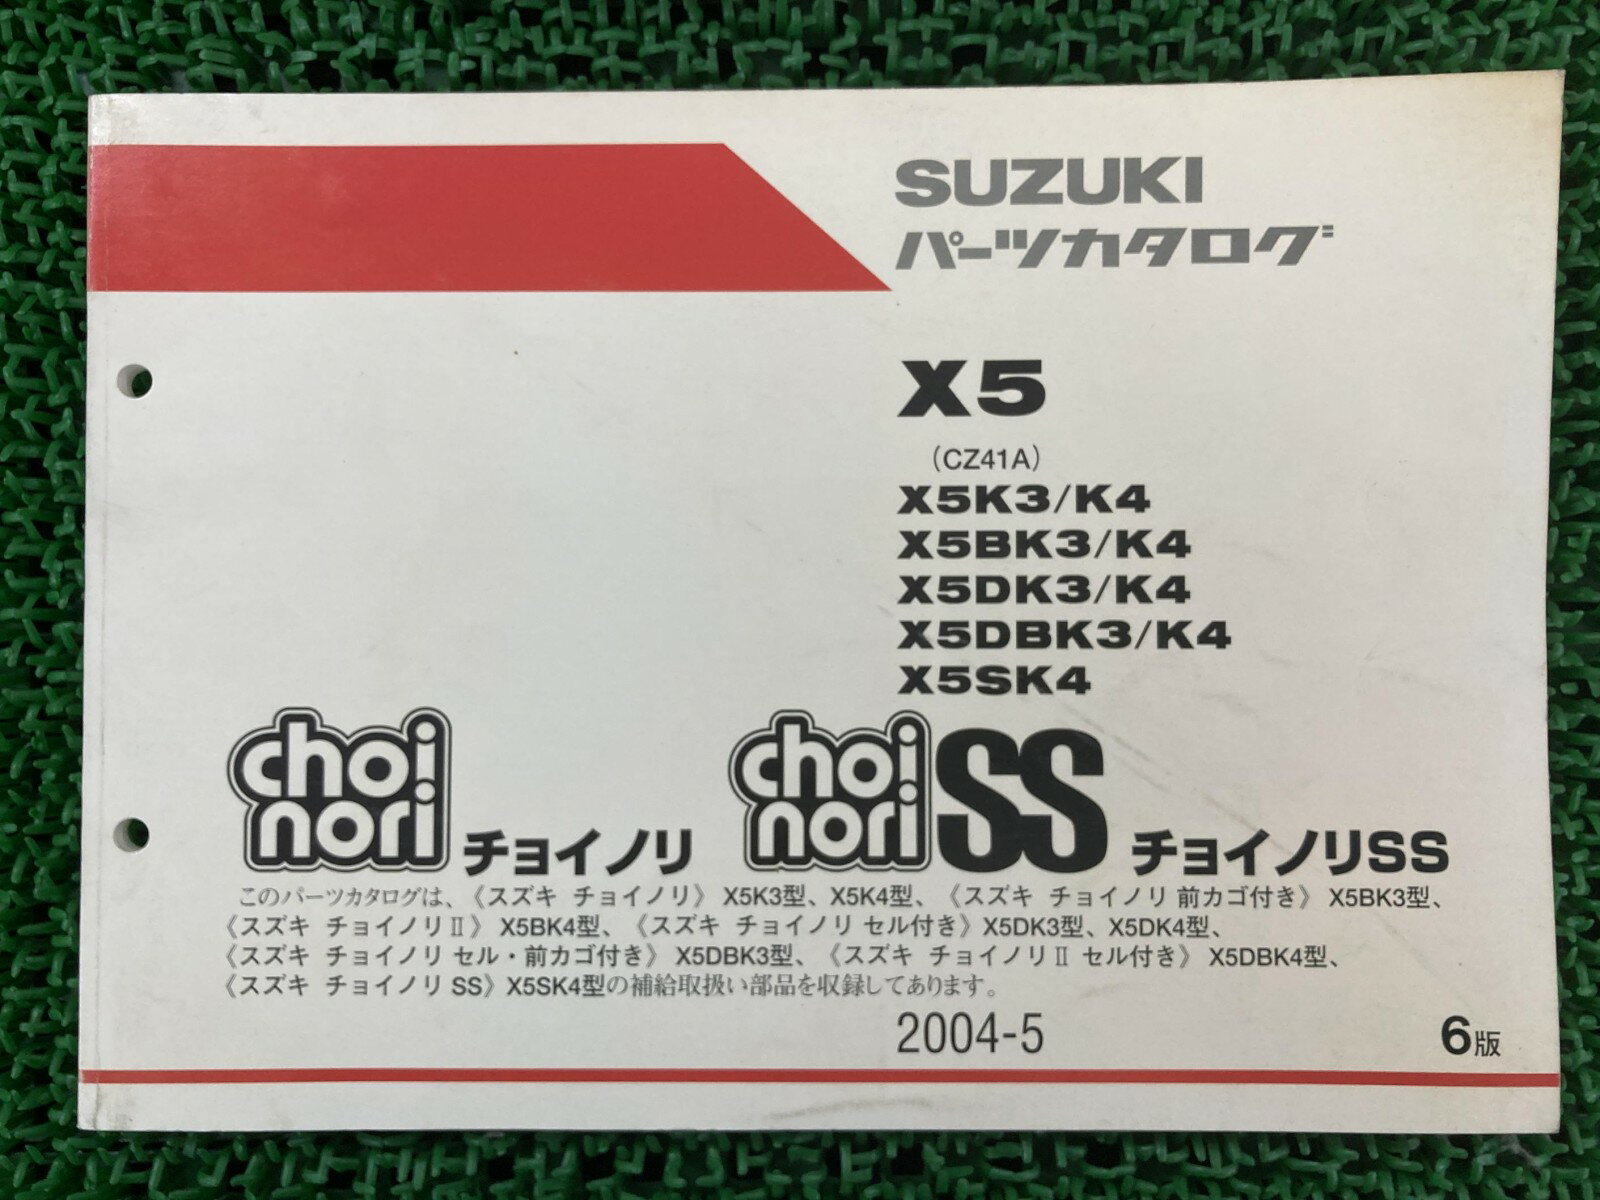 SUZUKI
パーツカタログ
X5
(CZ41A)
X5K3/K4
X5BK3/K4
X5DK3/K4
X5DBK3/K4
X5SK4
choi nori チョイノリ choi nori SS チョイノリSS
このパーツカタログは、《スズキ チョイノリ》 X5K3型、X5K4型、《スズキ チョイノリ 前カゴ付き》 X5BK3型、
《スズキ チョイノリⅡ》 X5BK4型、《スズキ チョイノリ セル付き》 X5DK3型、X5DK4型、
《スズキ チョイノリ セル・前カゴ付き》 X5DBK3型、《スズキ チョイノリⅡ セル付き》 X5DBK4型、
《スズキ チョイノリ SS》 X5SK4型の補給取扱い部品を収録してあります。
2004-5
6版